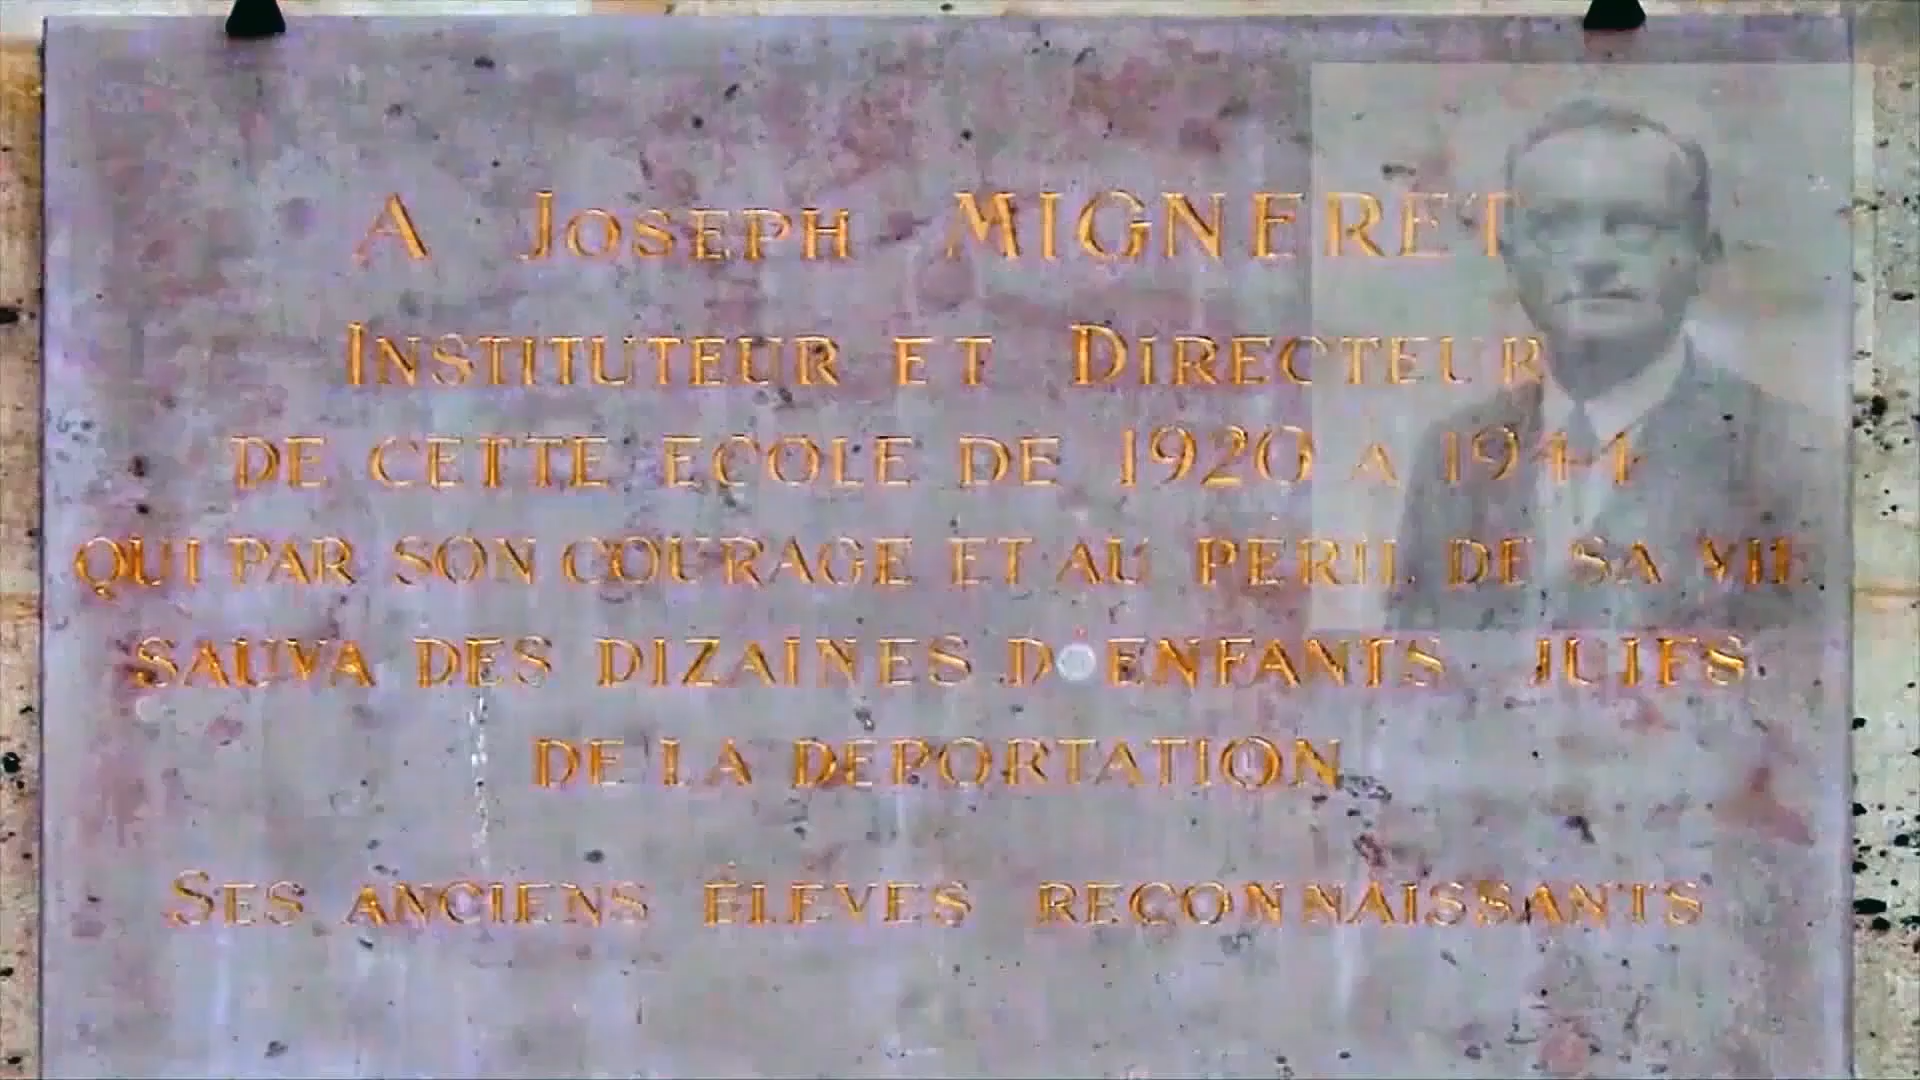 A JOSEPH MIGNERET
INSTITUTEUR ET DIRECTEUR
DE CETTE ECOLE DE 1920 A 1944
QUI PAR SON COURAGE ET AU PERIL DE SA VIE
SAUVA DES DIZAINES D'ENFANTS JUIFS
DE LA DEPORTATION
SES ANCIENS ÉLEVES RECONNAISSANTS